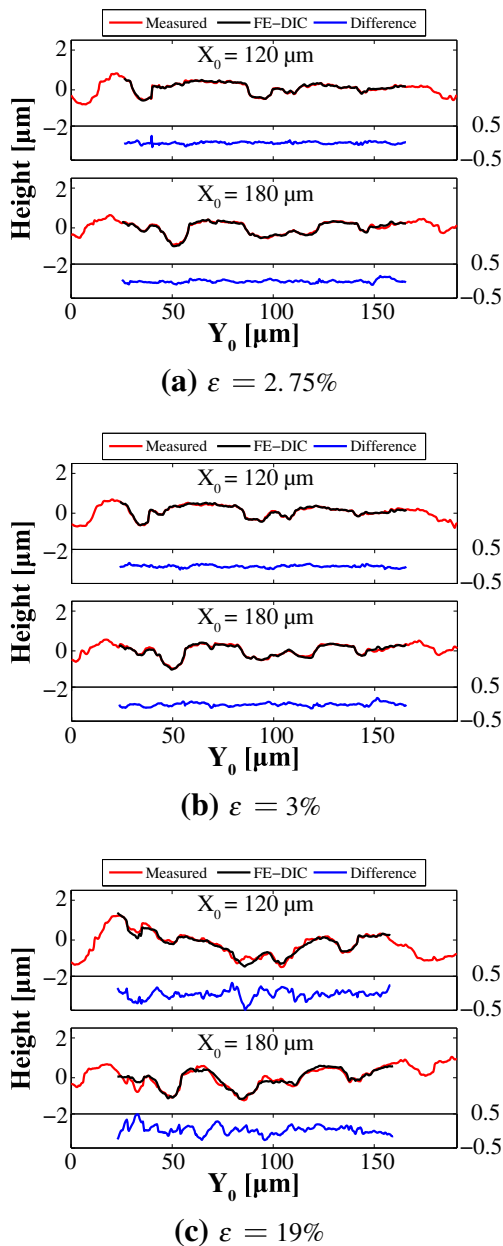 Measured FE-DIC Difference
2
X₀ = 120 µm
0
−2
0.5
−0.5
Height [µm]
2
X₀ = 180 µm
0
−2
0.5
−0.5
0 50 100 150
Y₀ [µm]
(a) ε = 2.75%
Measured FE-DIC Difference
2
X₀ = 120 µm
0
−2
0.5
−0.5
Height [µm]
2
X₀ = 180 µm
0
−2
0.5
−0.5
0 50 100 150
Y₀ [µm]
(b) ε = 3%
Measured FE-DIC Difference
2
X₀ = 120 µm
0
−2
0.5
−0.5
Height [µm]
2
X₀ = 180 µm
0
−2
0.5
−0.5
0 50 100 150
Y₀ [µm]
(c) ε = 19%